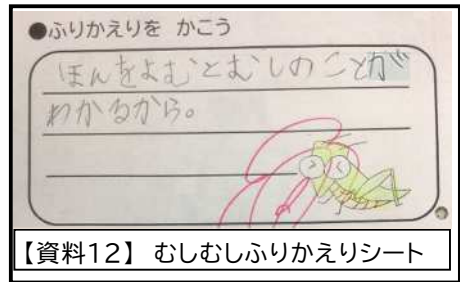 ●ふりかえりを かこう
ほんをよむとむしのことが
わかるから。
【資料12】 むしむしふりかえりシート